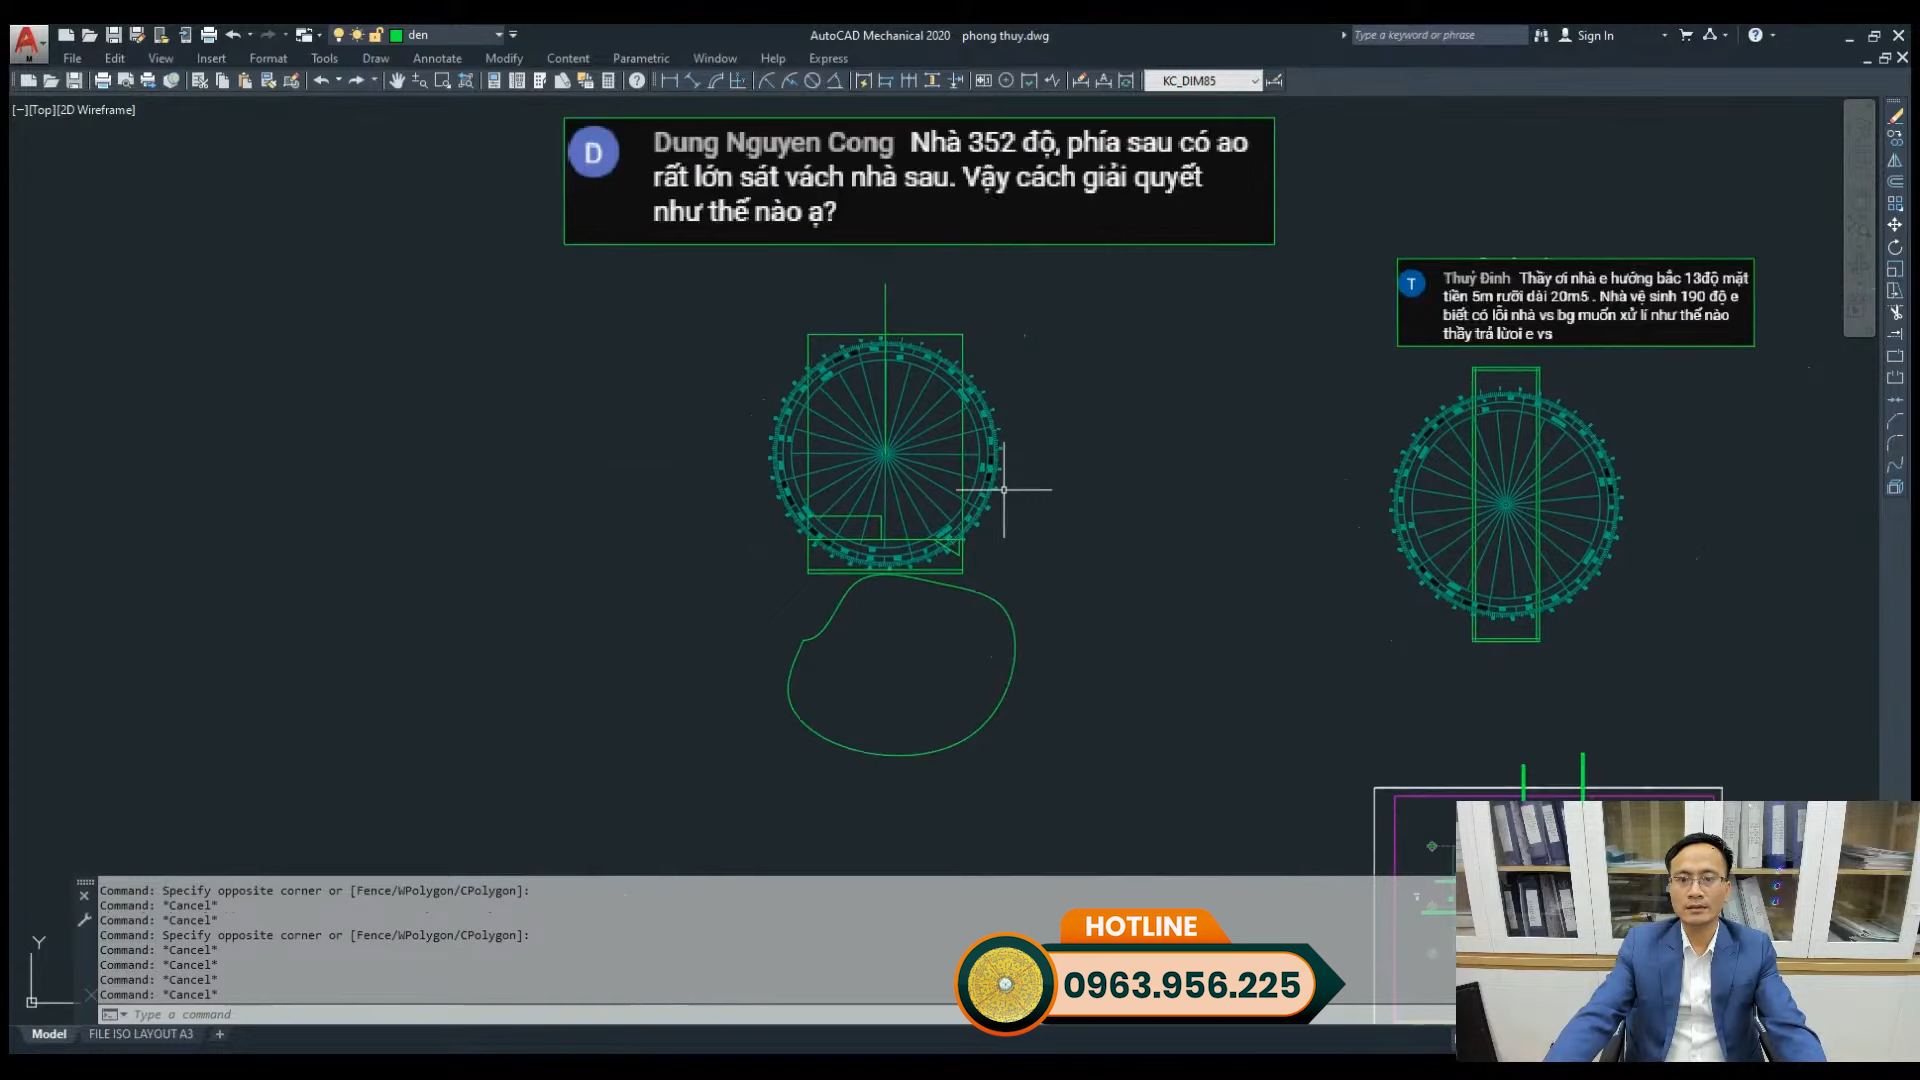 den
AutoCAD Mechanical 2020 phong thuy.dwg
Type a keyword or phrase
Sign In
File Edit View Insert Format Tools Draw Annotate Modify Content Parametric Window Help Express
KC_DIM85
[−][Top][2D Wireframe]
D
Dung Nguyen Cong Nhà 352 độ, phía sau có ao
rất lớn sát vách nhà sau. Vậy cách giải quyết
như thế nào ạ?
T
Thuỷ Đinh Thầy ơi nhà e hướng bắc 13độ mặt
tiền 5m rưỡi dài 20m5 . Nhà vệ sinh 190 độ e
biết có lỗi nhà vs bg muốn xử lí như thế nào
thầy trả lừoi e vs
Command: Specify opposite corner or [Fence/WPolygon/CPolygon]:
Command: *Cancel*
Command: *Cancel*
Command: Specify opposite corner or [Fence/WPolygon/CPolygon]:
Command: *Cancel*
Command: *Cancel*
Command: *Cancel*
Command: *Cancel*
Type a command
Y
Model FILE ISO LAYOUT A3 +
HOTLINE
0963.956.225